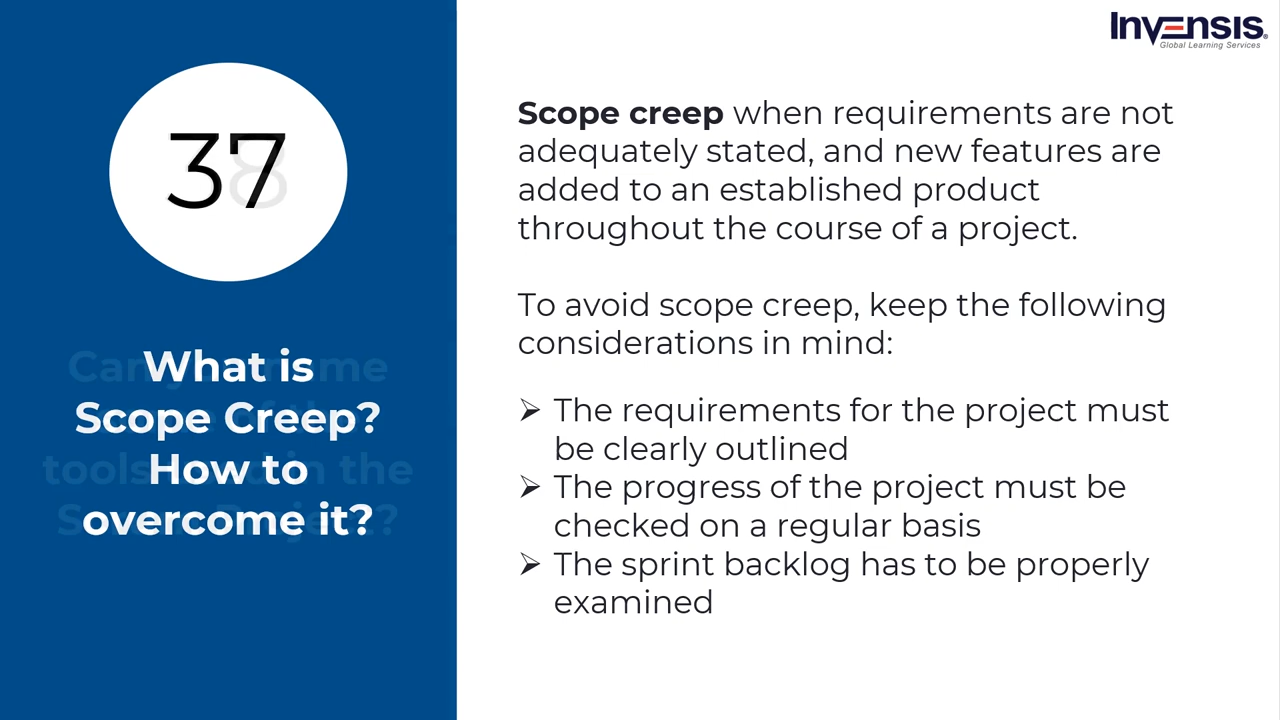 Invensis
Global Learning Services
37
What is
Scope Creep?
How to
overcome it?
Scope creep when requirements are not
adequately stated, and new features are
added to an established product
throughout the course of a project.
To avoid scope creep, keep the following
considerations in mind:
➢ The requirements for the project must
be clearly outlined
➢ The progress of the project must be
checked on a regular basis
➢ The sprint backlog has to be properly
examined